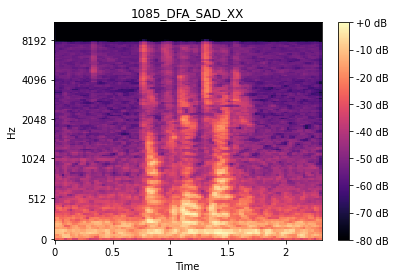 1085_DFA_SAD_XX
+0 dB
8192
-10 dB
4096
-20 dB
-30 dB
2048
Hz
-40 dB
1024
-50 dB
512
-60 dB
-70 dB
0
-80 dB
0 0.5 1 1.5 2
Time